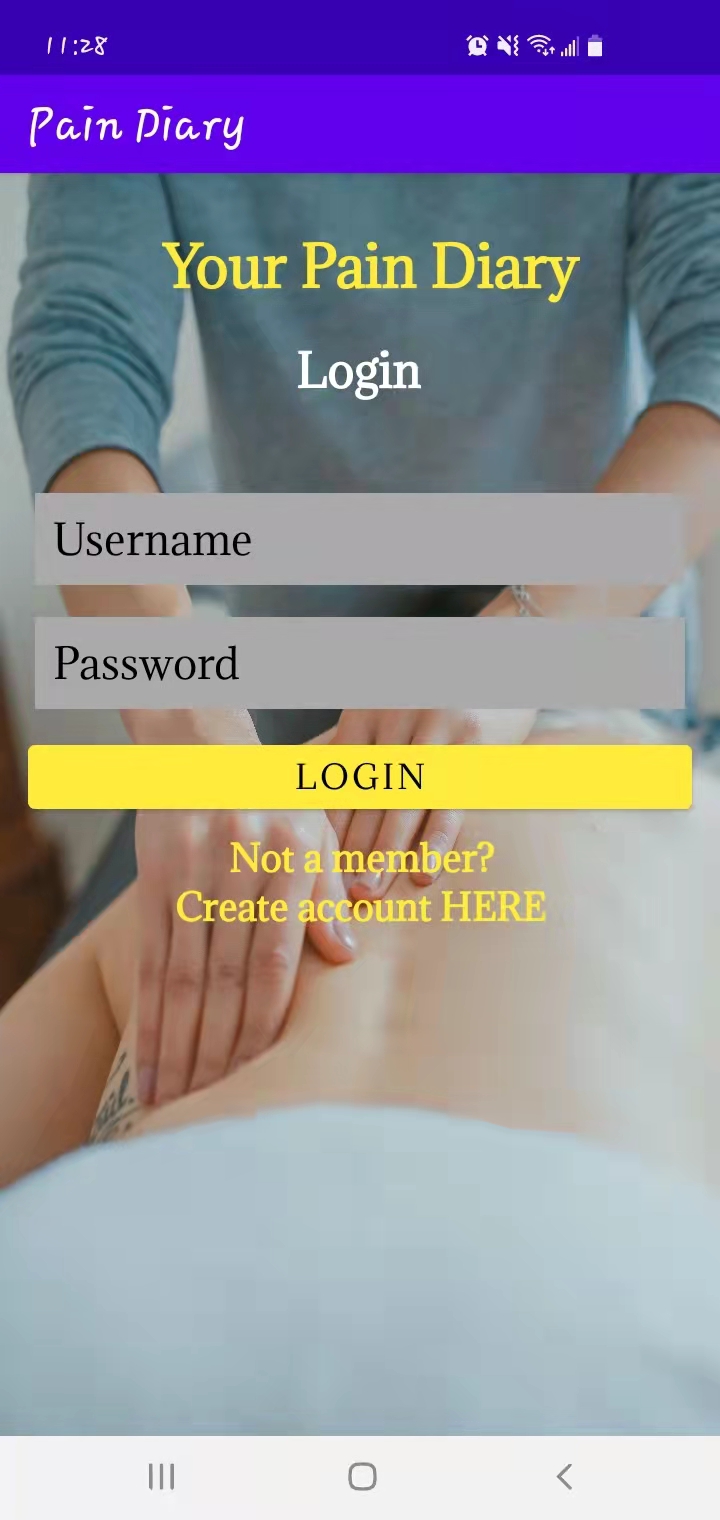 11:28
Pain Diary
Your Pain Diary
Login
Username
Password
LOGIN
Not a member?
Create account HERE